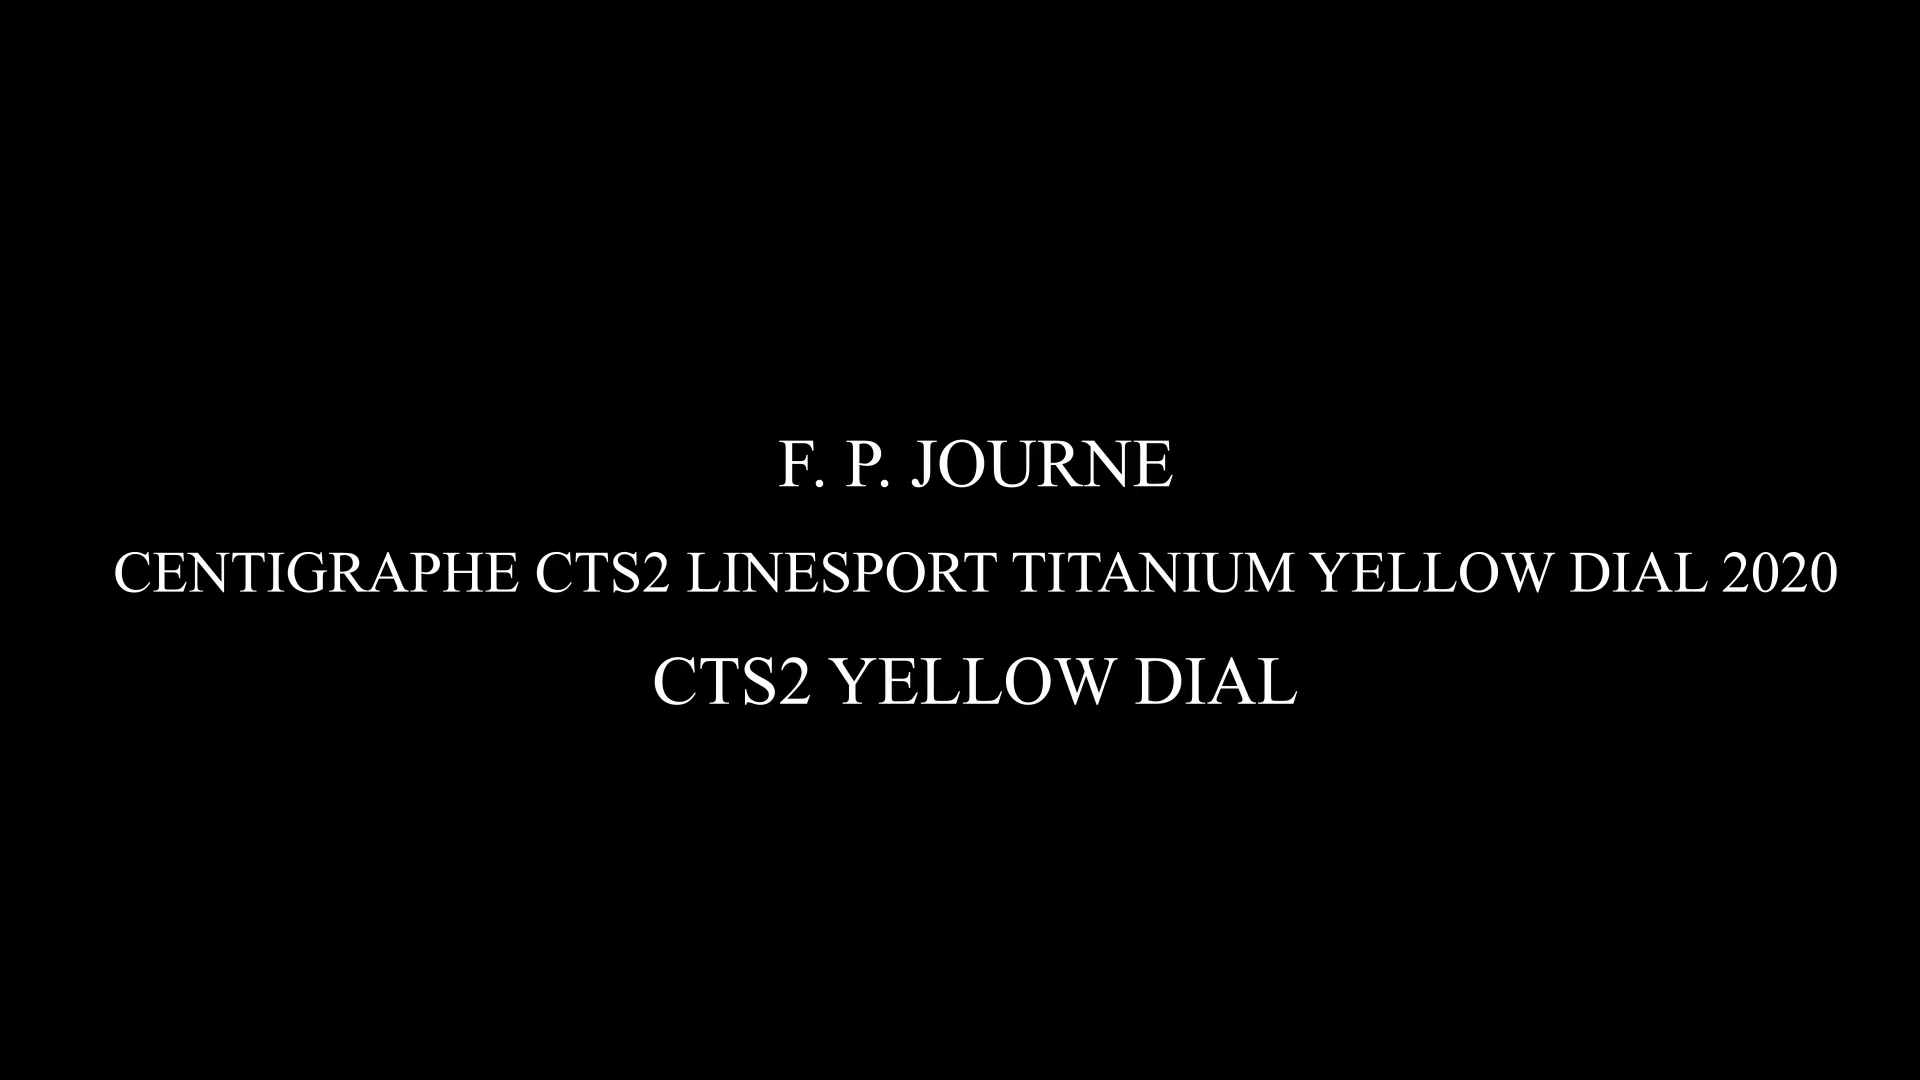 F. P. JOURNE
CENTIGRAPHE CTS2 LINESPORT TITANIUM YELLOW DIAL 2020
CTS2 YELLOW DIAL